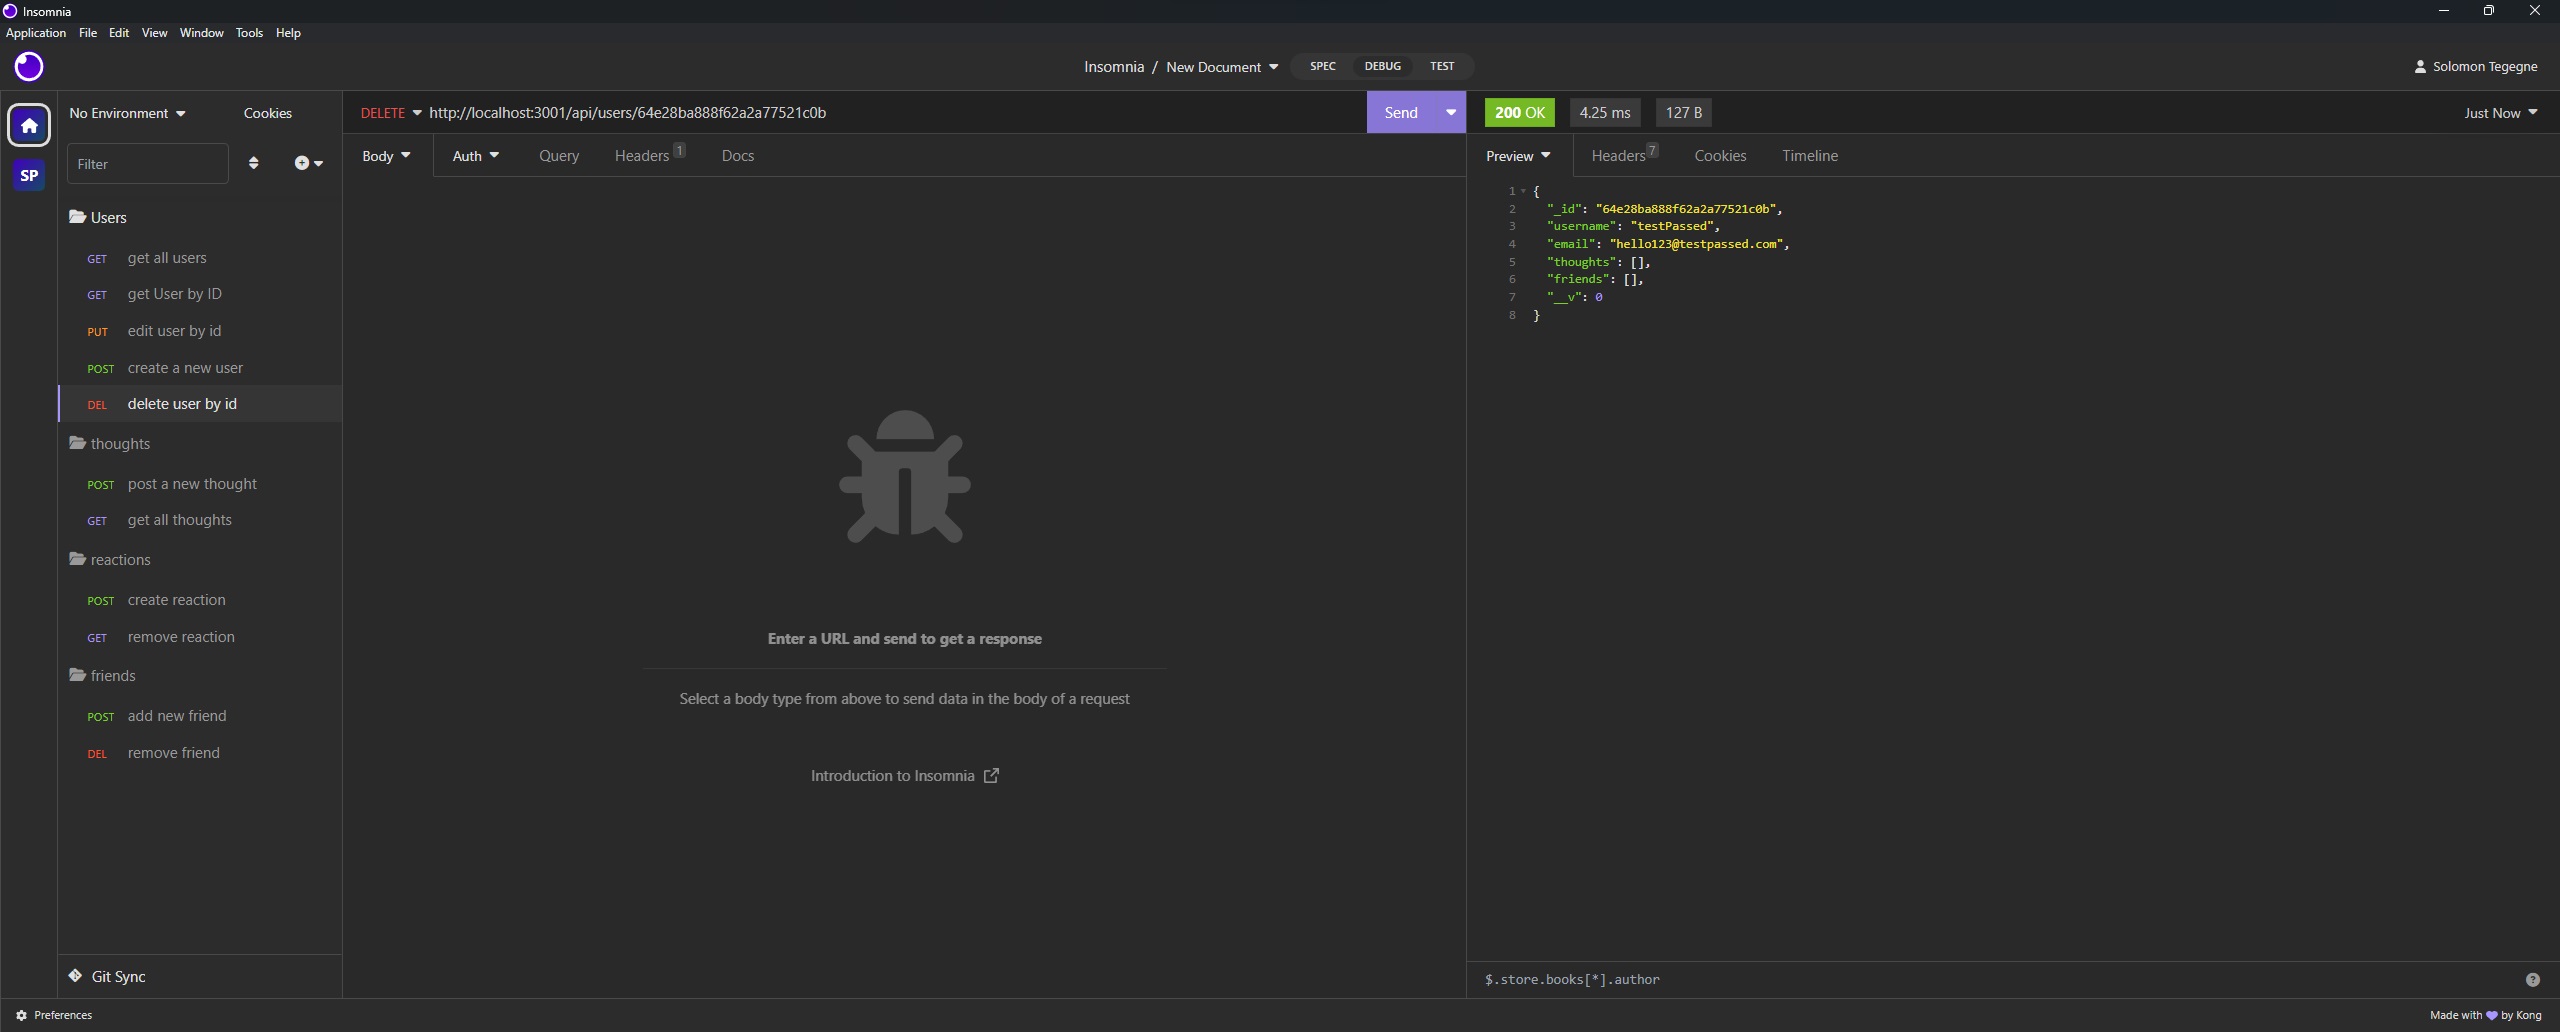 Insomnia
Application File Edit View Window Tools Help
Insomnia / New Document SPEC DEBUG TEST
Solomon Tegegne
No Environment Cookies
Filter
SP
Users
GET get all users
GET get User by ID
PUT edit user by id
POST create a new user
DEL delete user by id
thoughts
POST post a new thought
GET get all thoughts
reactions
POST create reaction
GET remove reaction
friends
POST add new friend
DEL remove friend
Git Sync
Preferences
DELETE http://localhost:3001/api/users/64e28ba888f62a2a77521c0b Send
Body Auth Query Headers 1 Docs
Enter a URL and send to get a response
Select a body type from above to send data in the body of a request
Introduction to Insomnia
200 OK 4.25 ms 127 B Just Now
Preview Headers 7 Cookies Timeline
1 {
2 "_id": "64e28ba888f62a2a77521c0b",
3 "username": "testPassed",
4 "email": "hello123@testpassed.com",
5 "thoughts": [],
6 "friends": [],
7 "__v": 0
8 }
$.store.books[*].author ?
Made with 💜 by Kong